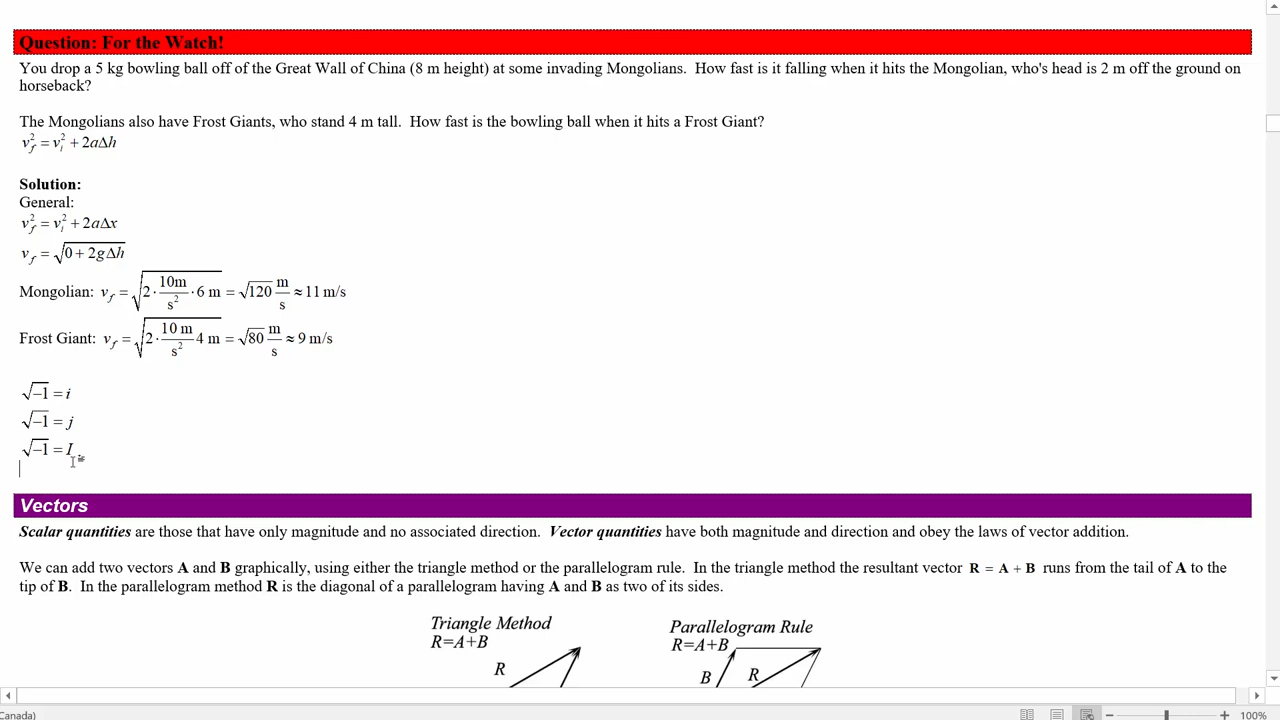 Question: For the Watch!
You drop a 5 kg bowling ball off of the Great Wall of China (8 m height) at some invading Mongolians.  How fast is it falling when it hits the Mongolian, who's head is 2 m off the ground on
horseback?
The Mongolians also have Frost Giants, who stand 4 m tall.  How fast is the bowling ball when it hits a Frost Giant?
v_f^2 = v_i^2 + 2aΔh
Solution:
General:
v_f^2 = v_i^2 + 2aΔx
v_f = √(0 + 2gΔh)
Mongolian: v_f = √(2 · 10m/s² · 6 m) = √120 m/s ≈ 11 m/s
Frost Giant: v_f = √(2 · 10 m/s² 4 m) = √80 m/s ≈ 9 m/s
√−1 = i
√−1 = j
√−1 = I
Vectors
Scalar quantities are those that have only magnitude and no associated direction.  Vector quantities have both magnitude and direction and obey the laws of vector addition.
We can add two vectors A and B graphically, using either the triangle method or the parallelogram rule.  In the triangle method the resultant vector R = A + B runs from the tail of A to the
tip of B.  In the parallelogram method R is the diagonal of a parallelogram having A and B as two of its sides.
Triangle Method
R=A+B
R
Parallelogram Rule
R=A+B
B
R
Canada)
100%